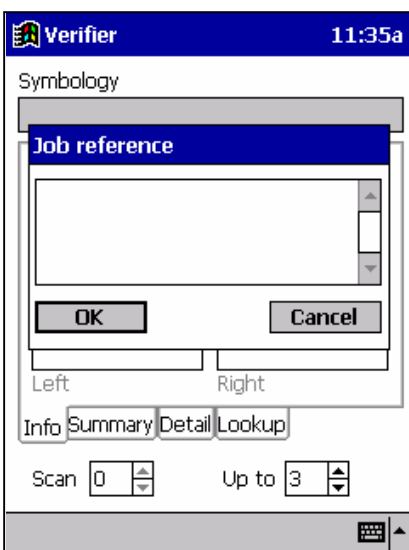 Verifier 11:35a
Symbology
Job reference
OK Cancel
Left Right
Info Summary Detail Lookup
Scan 0 Up to 3